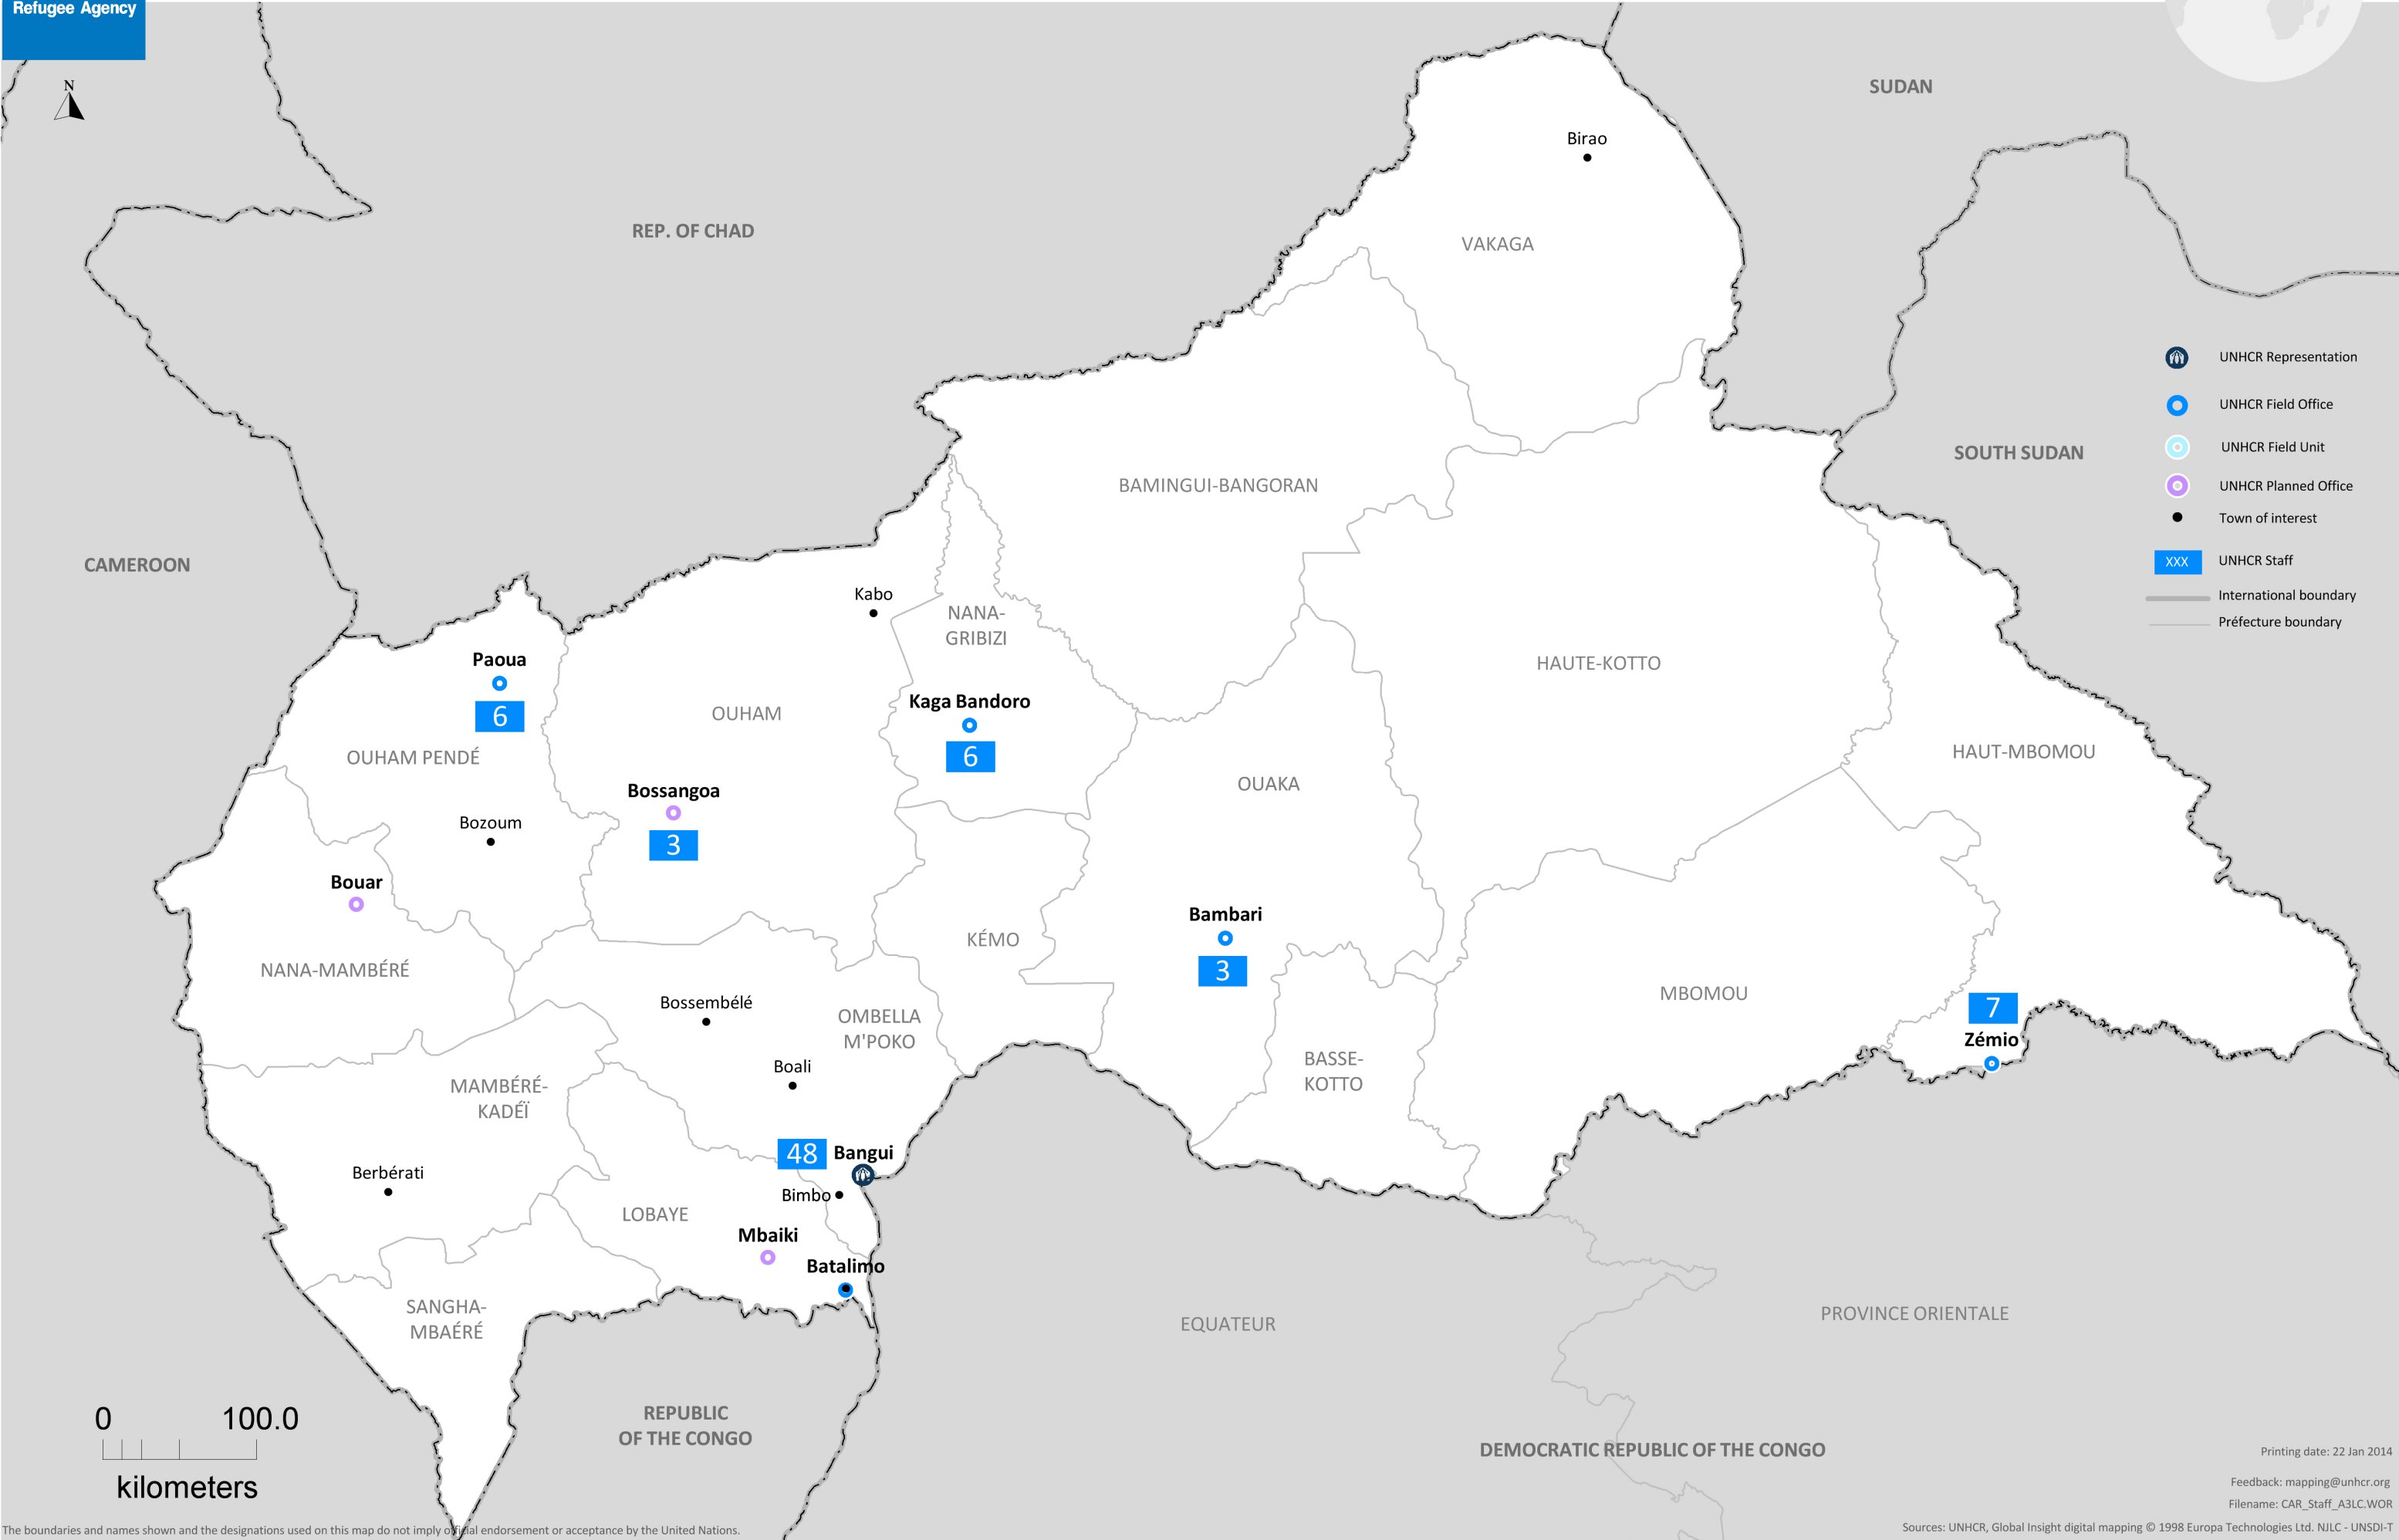 Refugee Agency
N
SUDAN
Birao
REP. OF CHAD
VAKAGA
UNHCR Representation
UNHCR Field Office
UNHCR Field Unit
UNHCR Planned Office
Town of interest
XXX
UNHCR Staff
International boundary
Préfecture boundary
SOUTH SUDAN
BAMINGUI-BANGORAN
CAMEROON
Kabo
NANA-
GRIBIZI
Paoua
6
HAUTE-KOTTO
Kaga Bandoro
6
OUHAM
OUHAM PENDÉ
HAUT-MBOMOU
OUAKA
Bossangoa
3
Bozoum
Bouar
Bambari
3
KÉMO
NANA-MAMBÉRÉ
MBOMOU
7
Zémio
Bossembélé
OMBELLA
M'POKO
BASSE-
KOTTO
Boali
MAMBÉRÉ-
KADÉÏ
48
Bangui
Berbérati
Bimbo
LOBAYE
Mbaiki
Batalimo
SANGHA-
MBAÉRÉ
EQUATEUR
PROVINCE ORIENTALE
REPUBLIC
OF THE CONGO
DEMOCRATIC REPUBLIC OF THE CONGO
0 100.0
kilometers
Printing date: 22 Jan 2014
Feedback: mapping@unhcr.org
Filename: CAR_Staff_A3LC.WOR
Sources: UNHCR, Global Insight digital mapping © 1998 Europa Technologies Ltd. NJLC - UNSDI-T
The boundaries and names shown and the designations used on this map do not imply official endorsement or acceptance by the United Nations.